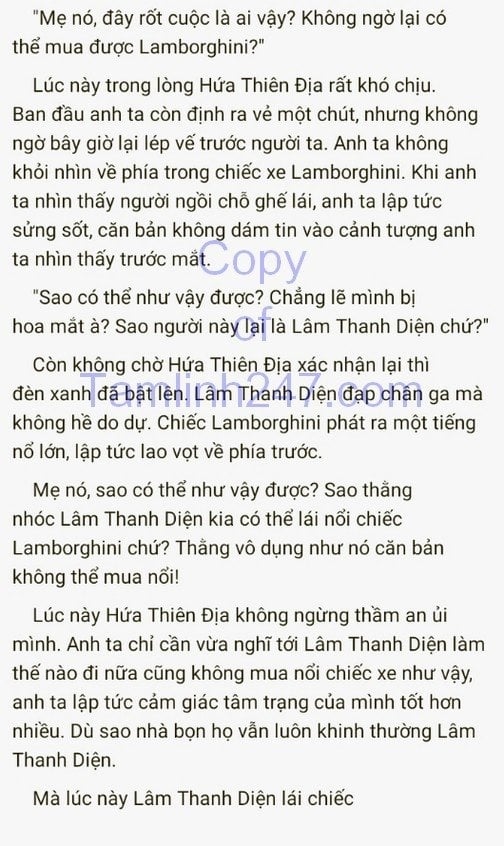 "Mẹ nó, đây rốt cuộc là ai vậy? Không ngờ lại có
thể mua được Lamborghini?"
Lúc này trong lòng Hứa Thiên Địa rất khó chịu.
Ban đầu anh ta còn định ra vẻ một chút, nhưng không
ngờ bây giờ lại lép vế trước người ta. Anh ta không
khỏi nhìn về phía trong chiếc xe Lamborghini. Khi anh
ta nhìn thấy người ngồi chỗ ghế lái, anh ta lập tức
sửng sốt, căn bản không dám tin vào cảnh tượng anh
ta nhìn thấy trước mắt.
Copy
"Sao có thể như vậy được? Chẳng lẽ mình bị
of
hoa mắt à? Sao người này lại là Lâm Thanh Diện chứ?"
Còn không chờ Hứa Thiên Địa xác nhận lại thì
Tamlinh247.com
đèn xanh đã bật lên. Lâm Thanh Diện đạp chân ga mà
không hề do dự. Chiếc Lamborghini phát ra một tiếng
nổ lớn, lập tức lao vọt về phía trước.
Mẹ nó, sao có thể như vậy được? Sao thằng
nhóc Lâm Thanh Diện kia có thể lái nổi chiếc
Lamborghini chứ? Thằng vô dụng như nó căn bản
không thể mua nổi!
Lúc này Hứa Thiên Địa không ngừng thầm an ủi
mình. Anh ta chỉ cần vừa nghĩ tới Lâm Thanh Diện làm
thế nào đi nữa cũng không mua nổi chiếc xe như vậy,
anh ta lập tức cảm giác tâm trạng của mình tốt hơn
nhiều. Dù sao nhà bọn họ vẫn luôn khinh thường Lâm
Thanh Diện.
Mà lúc này Lâm Thanh Diện lái chiếc